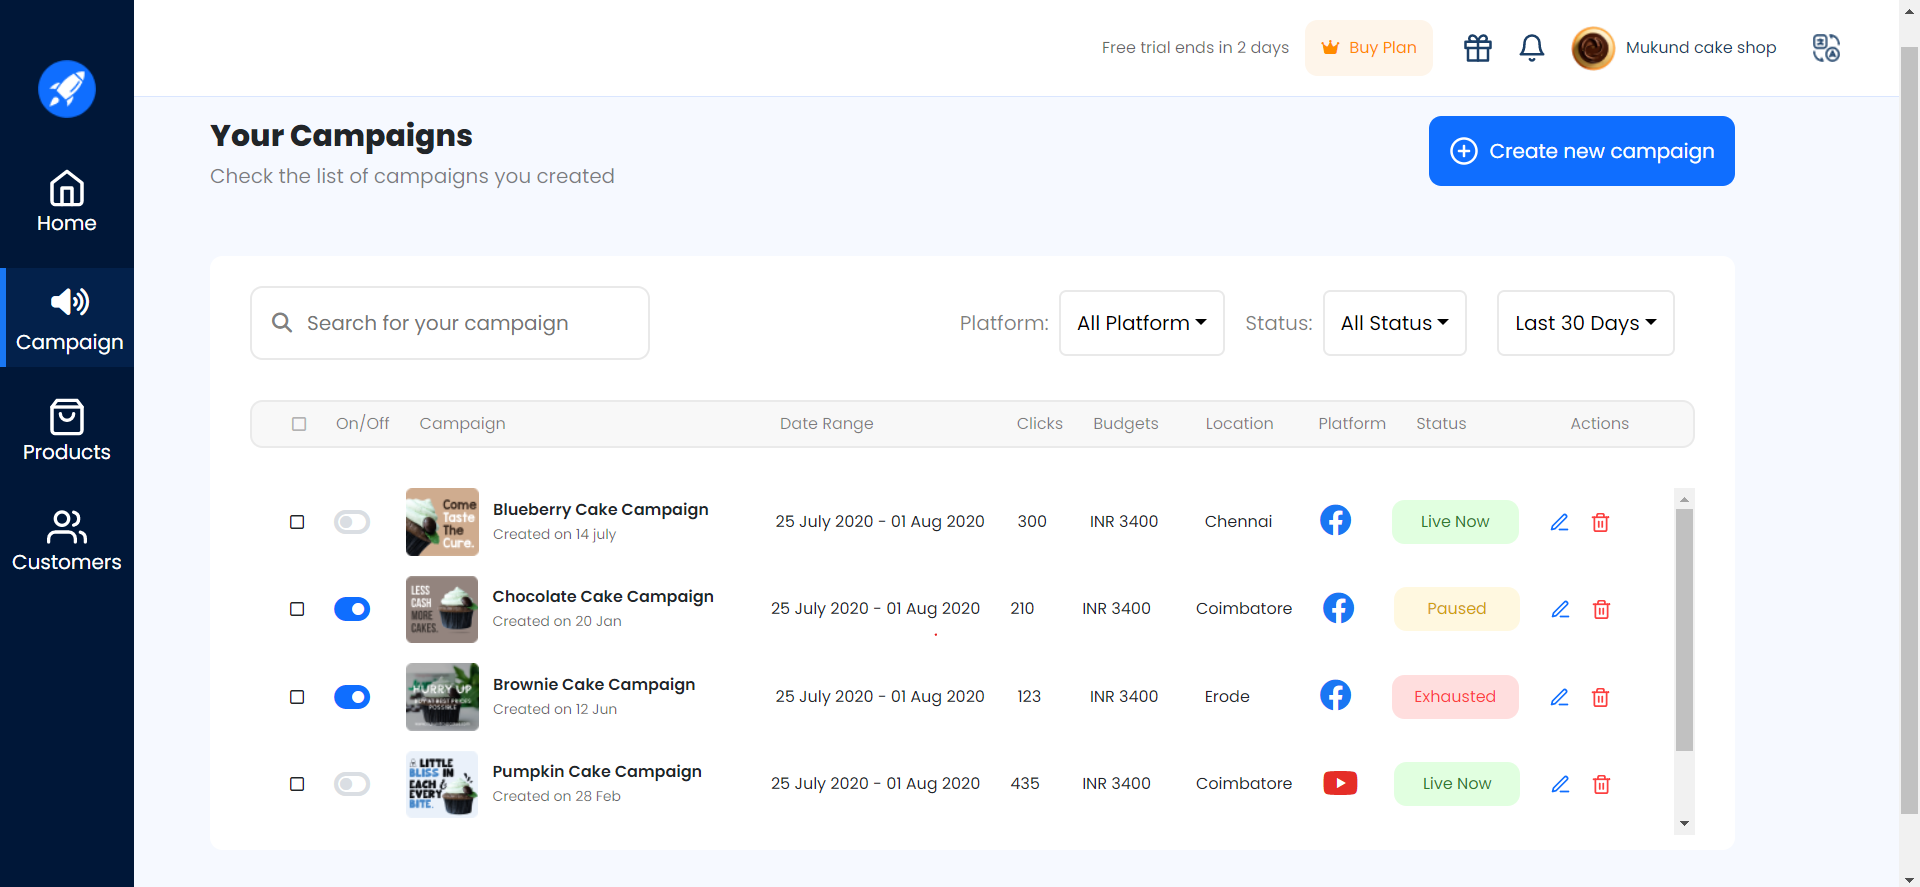 Free trial ends in 2 days Buy Plan Mukund cake shop
Your Campaigns
Create new campaign
Check the list of campaigns you created
Home
Campaign
Products
Customers
Search for your campaign Platform: All Platform Status: All Status Last 30 Days
On/Off Campaign Date Range Clicks Budgets Location Platform Status Actions
Come
Taste
The
Cure.
Blueberry Cake Campaign
Created on 14 july
25 July 2020 - 01 Aug 2020 300 INR 3400 Chennai Live Now
LESS
CASH
MORE
CAKES.
Chocolate Cake Campaign
Created on 20 Jan
25 July 2020 - 01 Aug 2020 210 INR 3400 Coimbatore Paused
HURRY UP
BUY AT BEST PRICES
POSSIBLE
Brownie Cake Campaign
Created on 12 Jun
25 July 2020 - 01 Aug 2020 123 INR 3400 Erode Exhausted
A LITTLE
BLISS IN
EACH &
EVERY
BITE.
Pumpkin Cake Campaign
Created on 28 Feb
25 July 2020 - 01 Aug 2020 435 INR 3400 Coimbatore Live Now